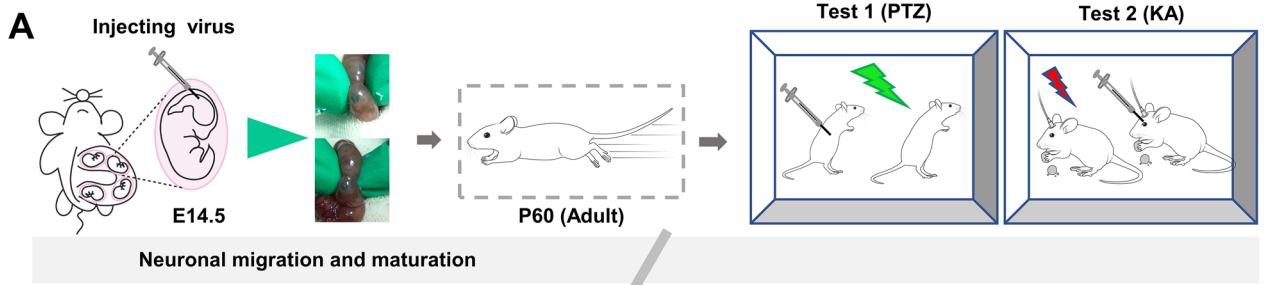 A
Injecting virus
E14.5
P60 (Adult)
Test 1 (PTZ)
Test 2 (KA)
Neuronal migration and maturation